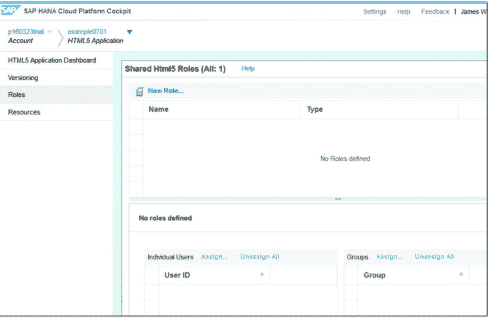 SAP SAP HANA Cloud Platform Cockpit
Settings Help Feedback James W
example0701
Account HTML5 Application
HTML5 Application Dashboard
Versioning
Roles
Resources
Shared Html5 Roles (All: 1) Help
New Role...
Name Type
No Roles defined
No roles defined
Individual Users Assign... Unassign All
Groups Assign... Unassign All
User ID
Group